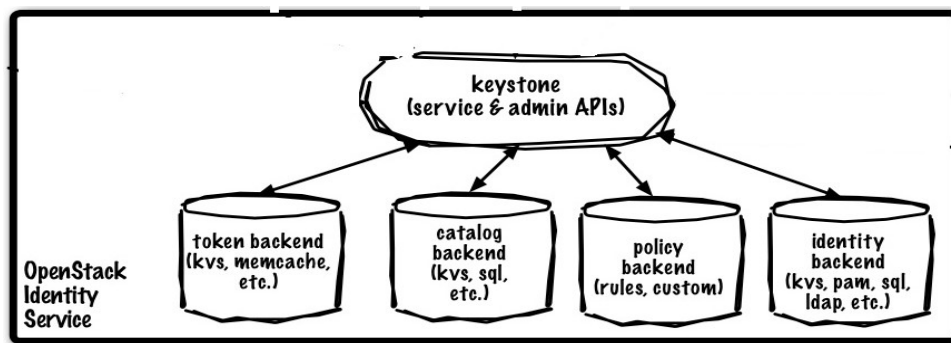 keystone
(service & admin APIs)
token backend
(kvs, memcache,
etc.)
catalog
backend
(kvs, sql,
etc.)
policy
backend
(rules, custom)
identity
backend
(kvs, pam, sql,
ldap, etc.)
OpenStack
Identity
Service